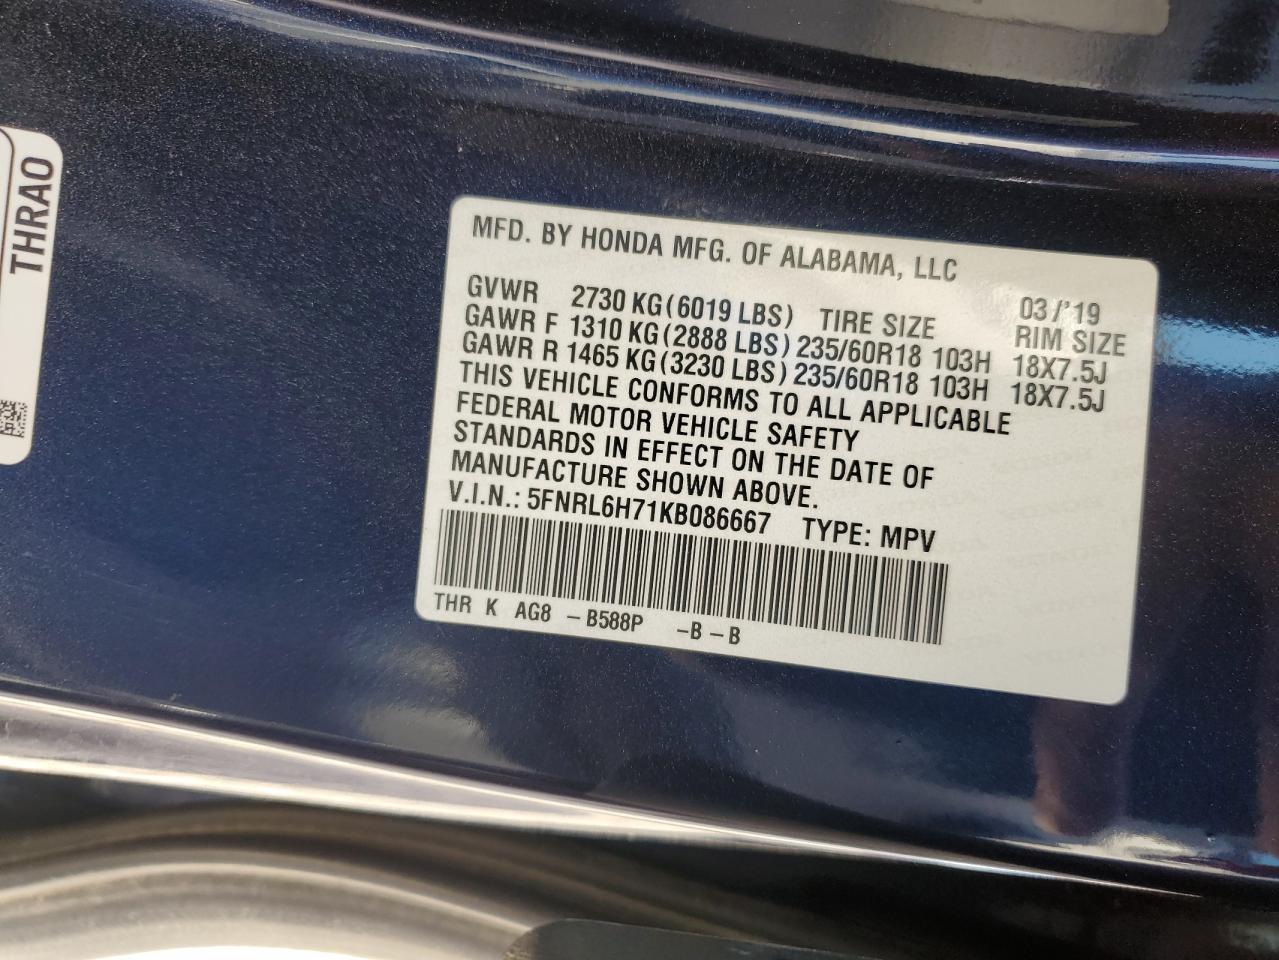 THRAO
MFD. BY HONDA MFG. OF ALABAMA, LLC
03/'19
GVWR 2730 KG(6019 LBS) TIRE SIZE RIM SIZE
GAWR F 1310 KG(2888 LBS) 235/60R18 103H 18X7.5J
GAWR R 1465 KG(3230 LBS) 235/60R18 103H 18X7.5J
THIS VEHICLE CONFORMS TO ALL APPLICABLE
FEDERAL MOTOR VEHICLE SAFETY
STANDARDS IN EFFECT ON THE DATE OF
MANUFACTURE SHOWN ABOVE.
V.I.N.: 5FNRL6H71KB086667 TYPE: MPV
THR K AG8 – B588P –B – B